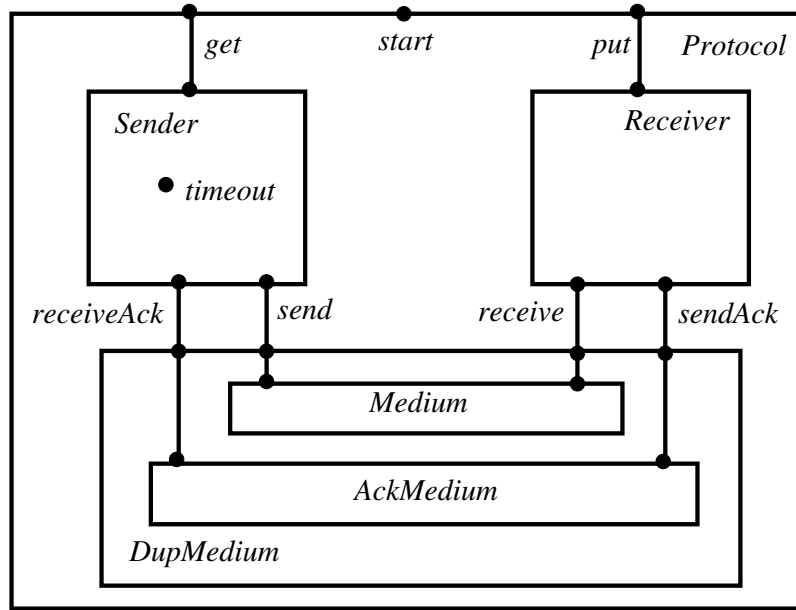 get
start
put
Protocol
Sender
Receiver
timeout
receiveAck
send
receive
sendAck
Medium
AckMedium
DupMedium